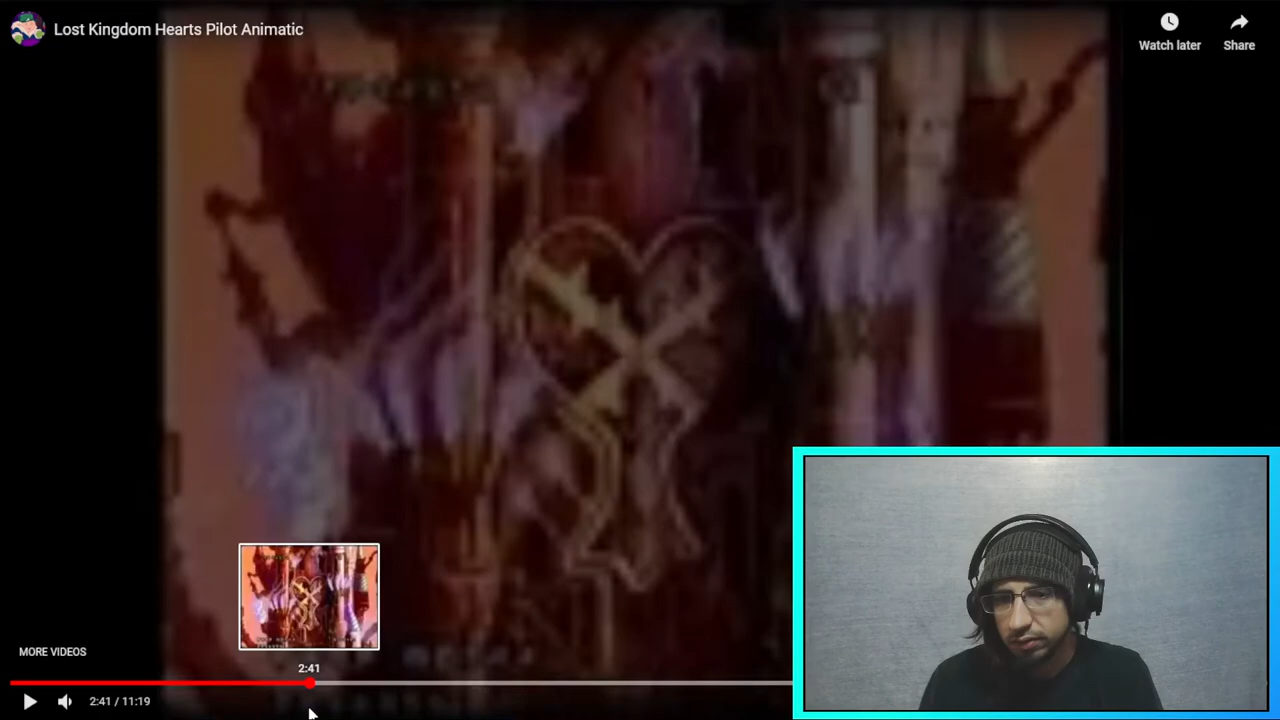 Lost Kingdom Hearts Pilot Animatic
Watch later
Share
MORE VIDEOS
2:41
2:41 / 11:19